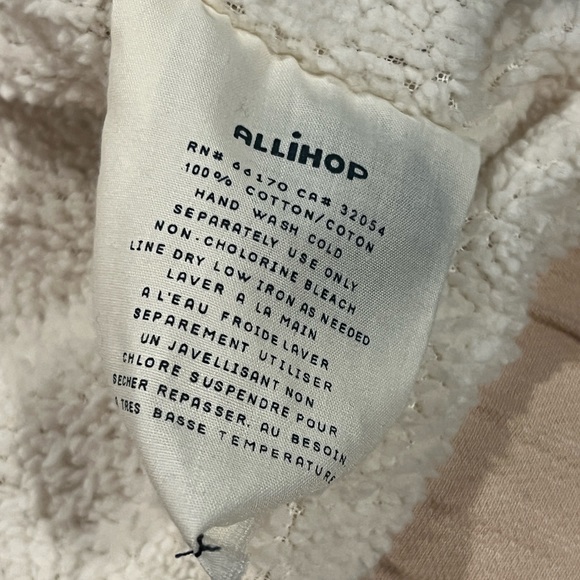 ALLiHOP
RN# 66170 CA# 32054
100% COTTON/COTON
HAND WASH COLD
SEPARATELY USE ONLY
NON-CHOLORINE BLEACH
LINE DRY LOW IRON AS NEEDED
LAVER A LA MAIN
A L'EAU FROIDE LAVER
SEPAREMENT UTILISER
UN JAVELLISANT NON
CHLORE SUSPENDRE POUR
SECHER REPASSER, AU BESOIN
A TRES BASSE TEMPERATURE